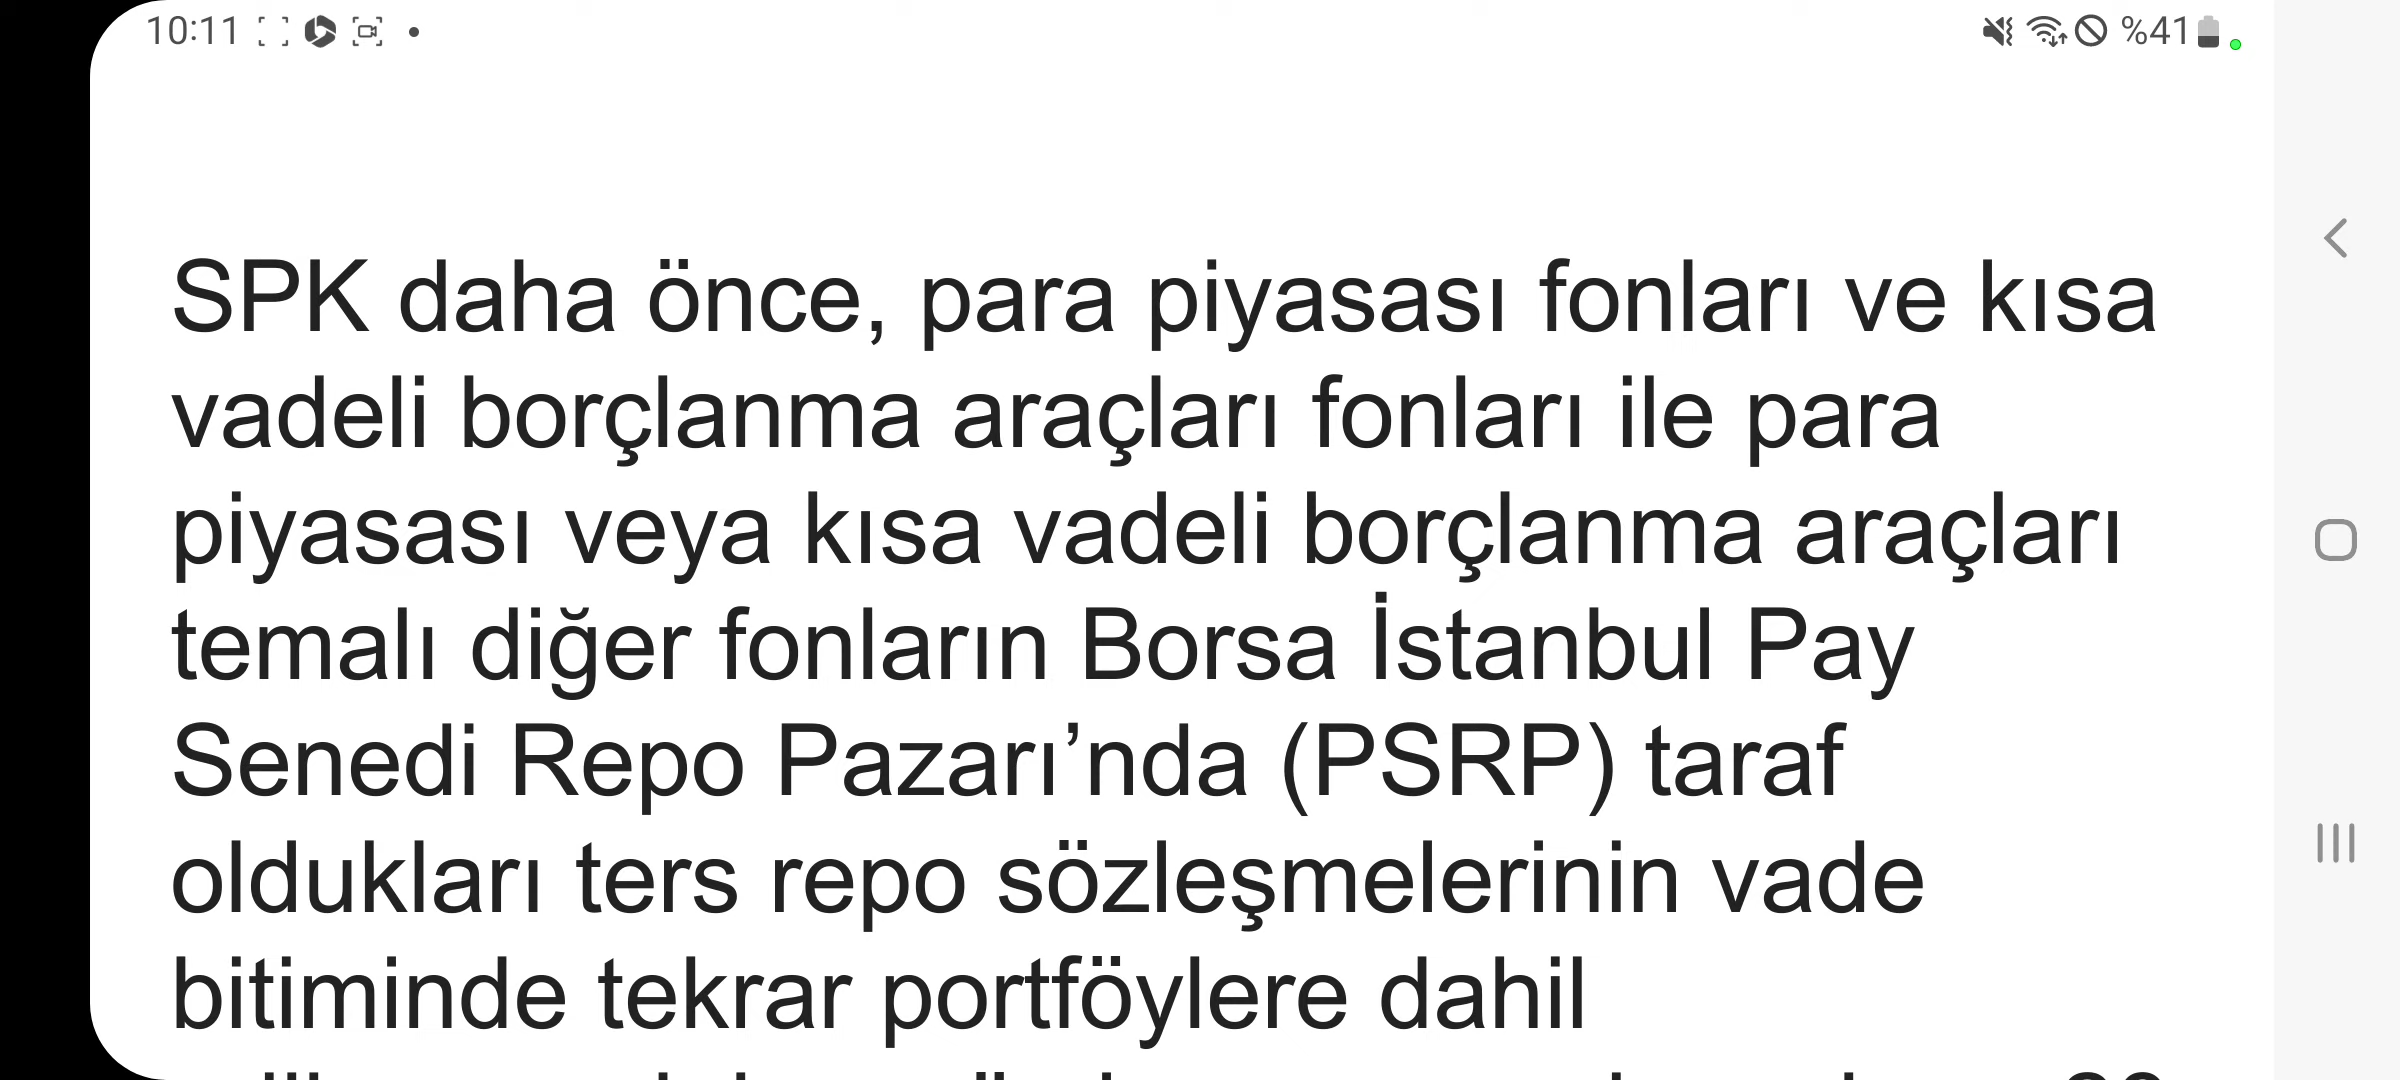 10:11 %41
SPK daha önce, para piyasası fonları ve kısa
vadeli borçlanma araçları fonları ile para
piyasası veya kısa vadeli borçlanma araçları
temalı diğer fonların Borsa İstanbul Pay
Senedi Repo Pazarı’nda (PSRP) taraf
oldukları ters repo sözleşmelerinin vade
bitiminde tekrar portföylere dahil